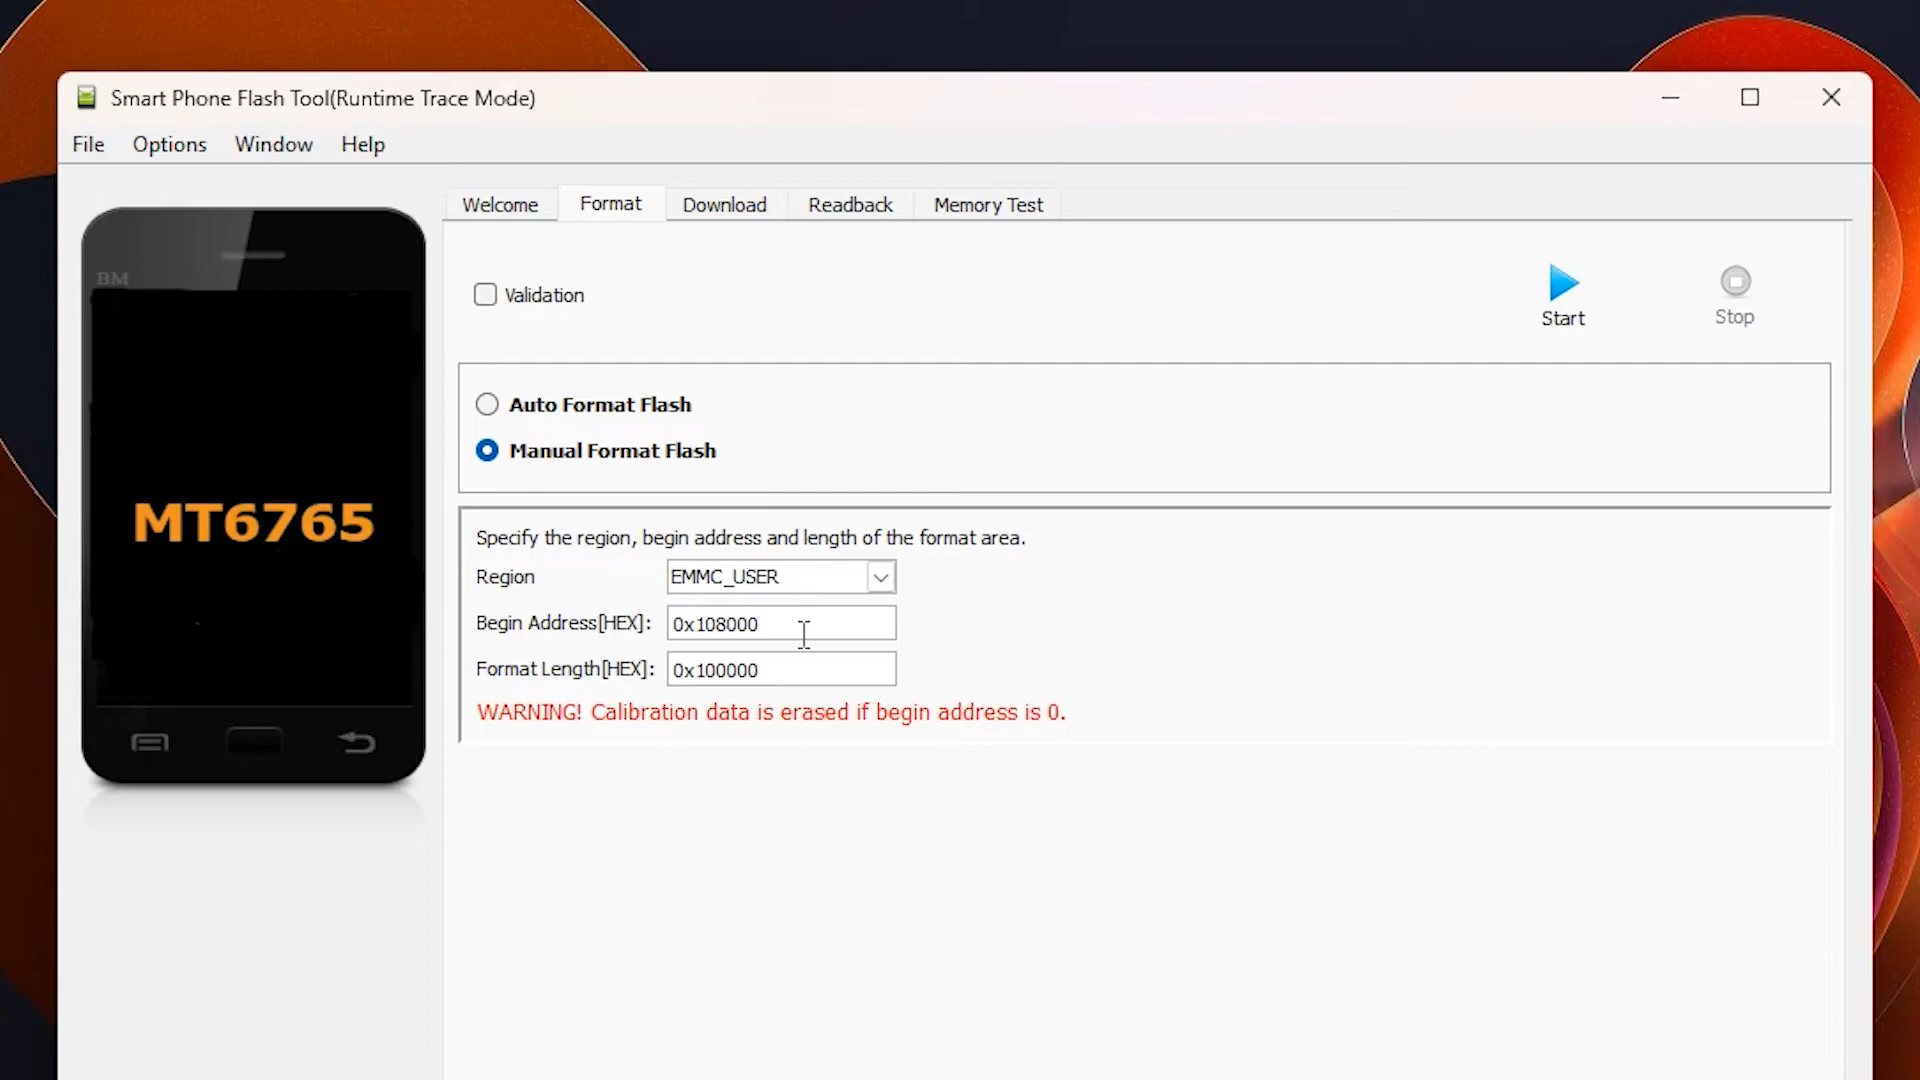 Smart Phone Flash Tool(Runtime Trace Mode)
File Options Window Help
Welcome Format Download Readback Memory Test
BM
Validation
Start
Stop
Auto Format Flash
Manual Format Flash
MT6765
Specify the region, begin address and length of the format area.
Region EMMC_USER
Begin Address[HEX]: 0x108000
Format Length[HEX]: 0x100000
WARNING! Calibration data is erased if begin address is 0.